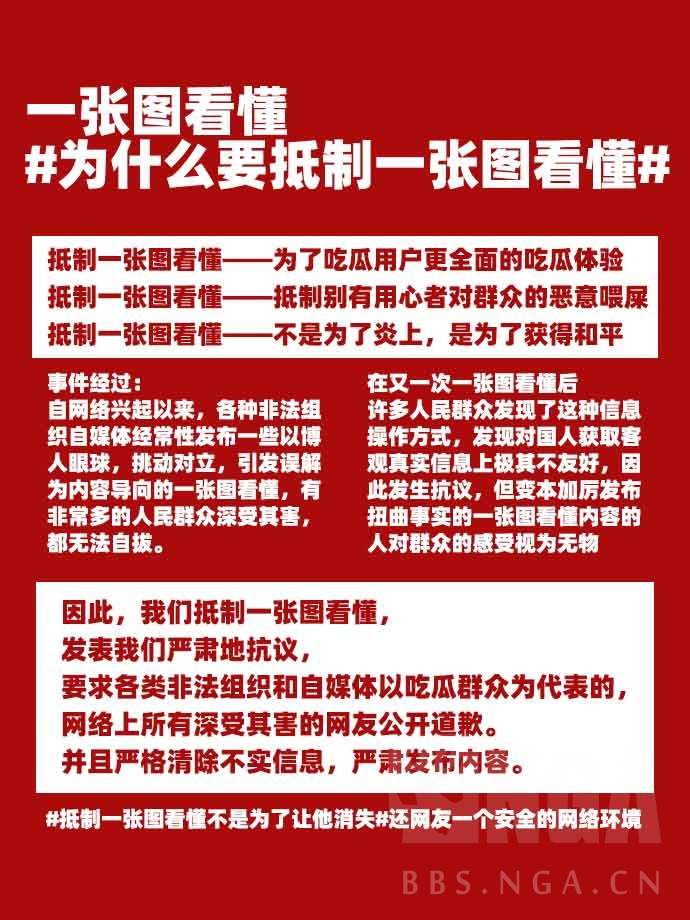 一张图看懂
#为什么要抵制一张图看懂#
抵制一张图看懂——为了吃瓜用户更全面的吃瓜体验
抵制一张图看懂——抵制别有用心者对群众的恶意喂屎
抵制一张图看懂——不是为了炎上，是为了获得和平
事件经过：
自网络兴起以来，各种非法组
织自媒体经常性发布一些以博
人眼球，挑动对立，引发误解
为内容导向的一张图看懂，有
非常多的人民群众深受其害，
都无法自拔。
在又一次一张图看懂后
许多人民群众发现了这种信息
操作方式，发现对国人获取客
观真实信息上极其不友好，因
此发生抗议，但变本加厉发布
扭曲事实的一张图看懂内容的
人对群众的感受视为无物
因此，我们抵制一张图看懂，
发表我们严肃地抗议，
要求各类非法组织和自媒体以吃瓜群众为代表的，
网络上所有深受其害的网友公开道歉。
并且严格清除不实信息，严肃发布内容。
#抵制一张图看懂不是为了让他消失#还网友一个安全的网络环境
NGA
BBS.NGA.CN